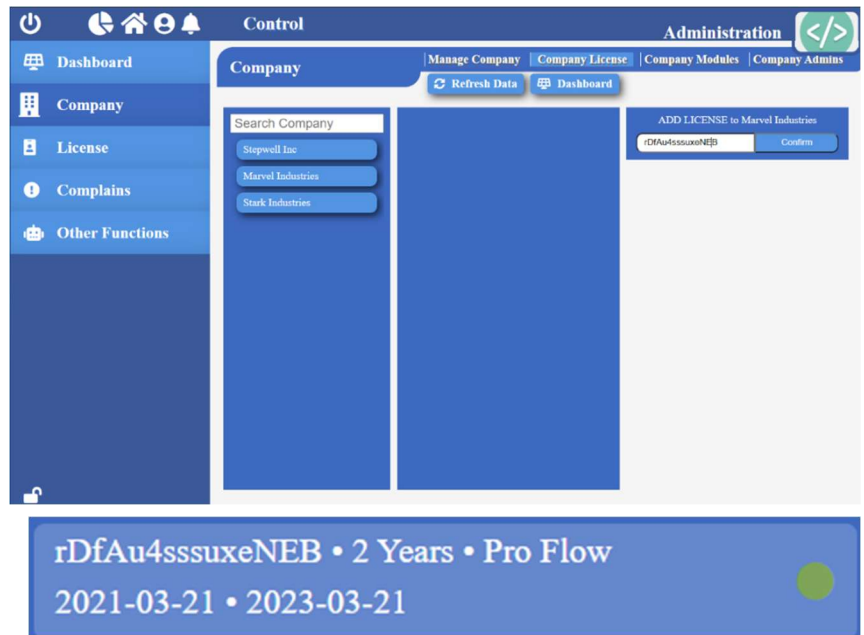 Control
Administration
</>
Dashboard
Company
License
Complains
Other Functions
Company
Manage Company
Company License
Company Modules
Company Admins
Refresh Data
Dashboard
Search Company
Stepwell Inc
Marvel Industries
Stark Industries
ADD LICENSE to Marvel Industries
rDfAu4sssuxeNEB
Confirm
rDfAu4sssuxeNEB • 2 Years • Pro Flow
2021-03-21 • 2023-03-21